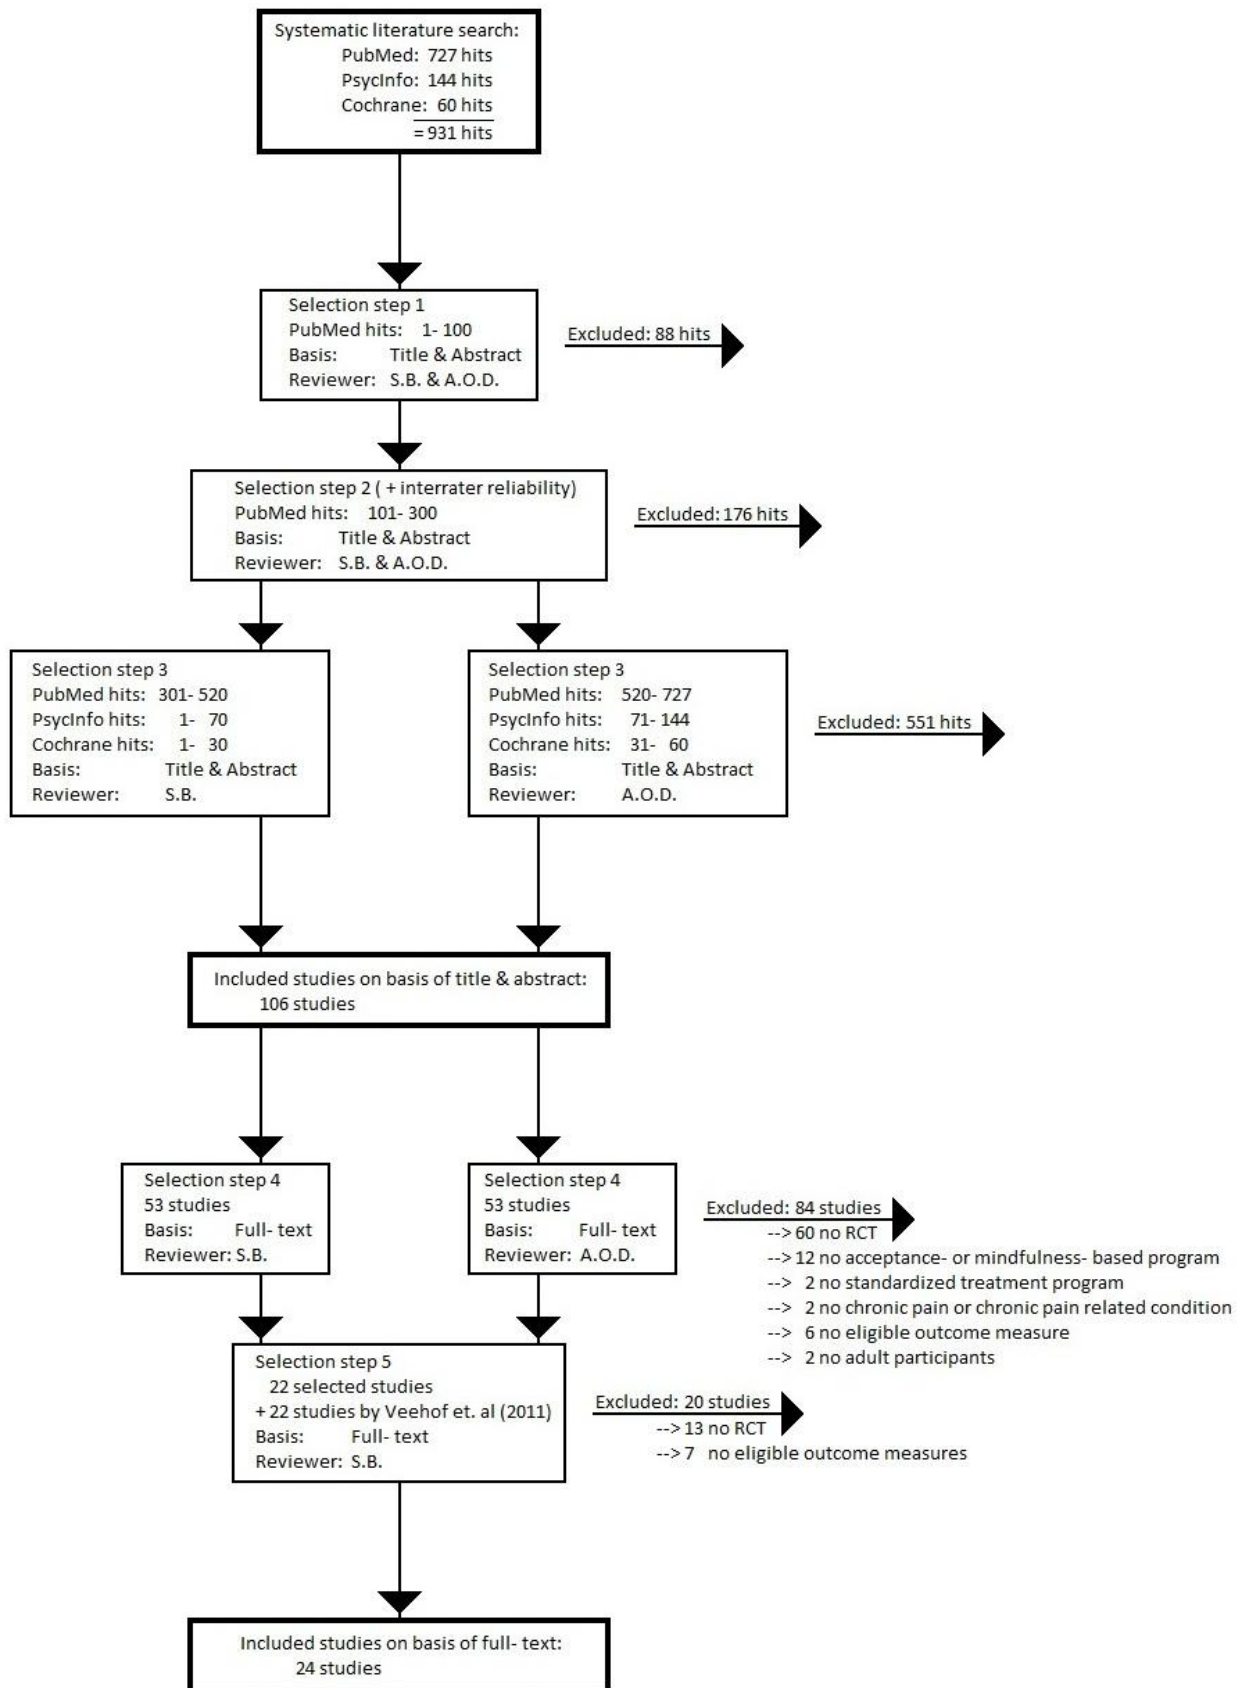 Systematic literature search:
PubMed: 727 hits
PsycInfo: 144 hits
Cochrane: 60 hits
= 931 hits
Selection step 1
PubMed hits: 1- 100
Basis: Title & Abstract
Reviewer: S.B. & A.O.D.
Excluded: 88 hits
Selection step 2 ( + interrater reliability)
PubMed hits: 101- 300
Basis: Title & Abstract
Reviewer: S.B. & A.O.D.
Excluded: 176 hits
Selection step 3
PubMed hits: 301- 520
PsycInfo hits: 1- 70
Cochrane hits: 1- 30
Basis: Title & Abstract
Reviewer: S.B.
Selection step 3
PubMed hits: 520- 727
PsycInfo hits: 71- 144
Cochrane hits: 31- 60
Basis: Title & Abstract
Reviewer: A.O.D.
Excluded: 551 hits
Included studies on basis of title & abstract:
106 studies
Selection step 4
53 studies
Basis: Full- text
Reviewer: S.B.
Selection step 4
53 studies
Basis: Full- text
Reviewer: A.O.D.
Excluded: 84 studies
--> 60 no RCT
--> 12 no acceptance- or mindfulness- based program
--> 2 no standardized treatment program
--> 2 no chronic pain or chronic pain related condition
--> 6 no eligible outcome measure
--> 2 no adult participants
Selection step 5
22 selected studies
+ 22 studies by Veehof et. al (2011)
Basis: Full- text
Reviewer: S.B.
Excluded: 20 studies
--> 13 no RCT
--> 7 no eligible outcome measures
Included studies on basis of full- text:
24 studies